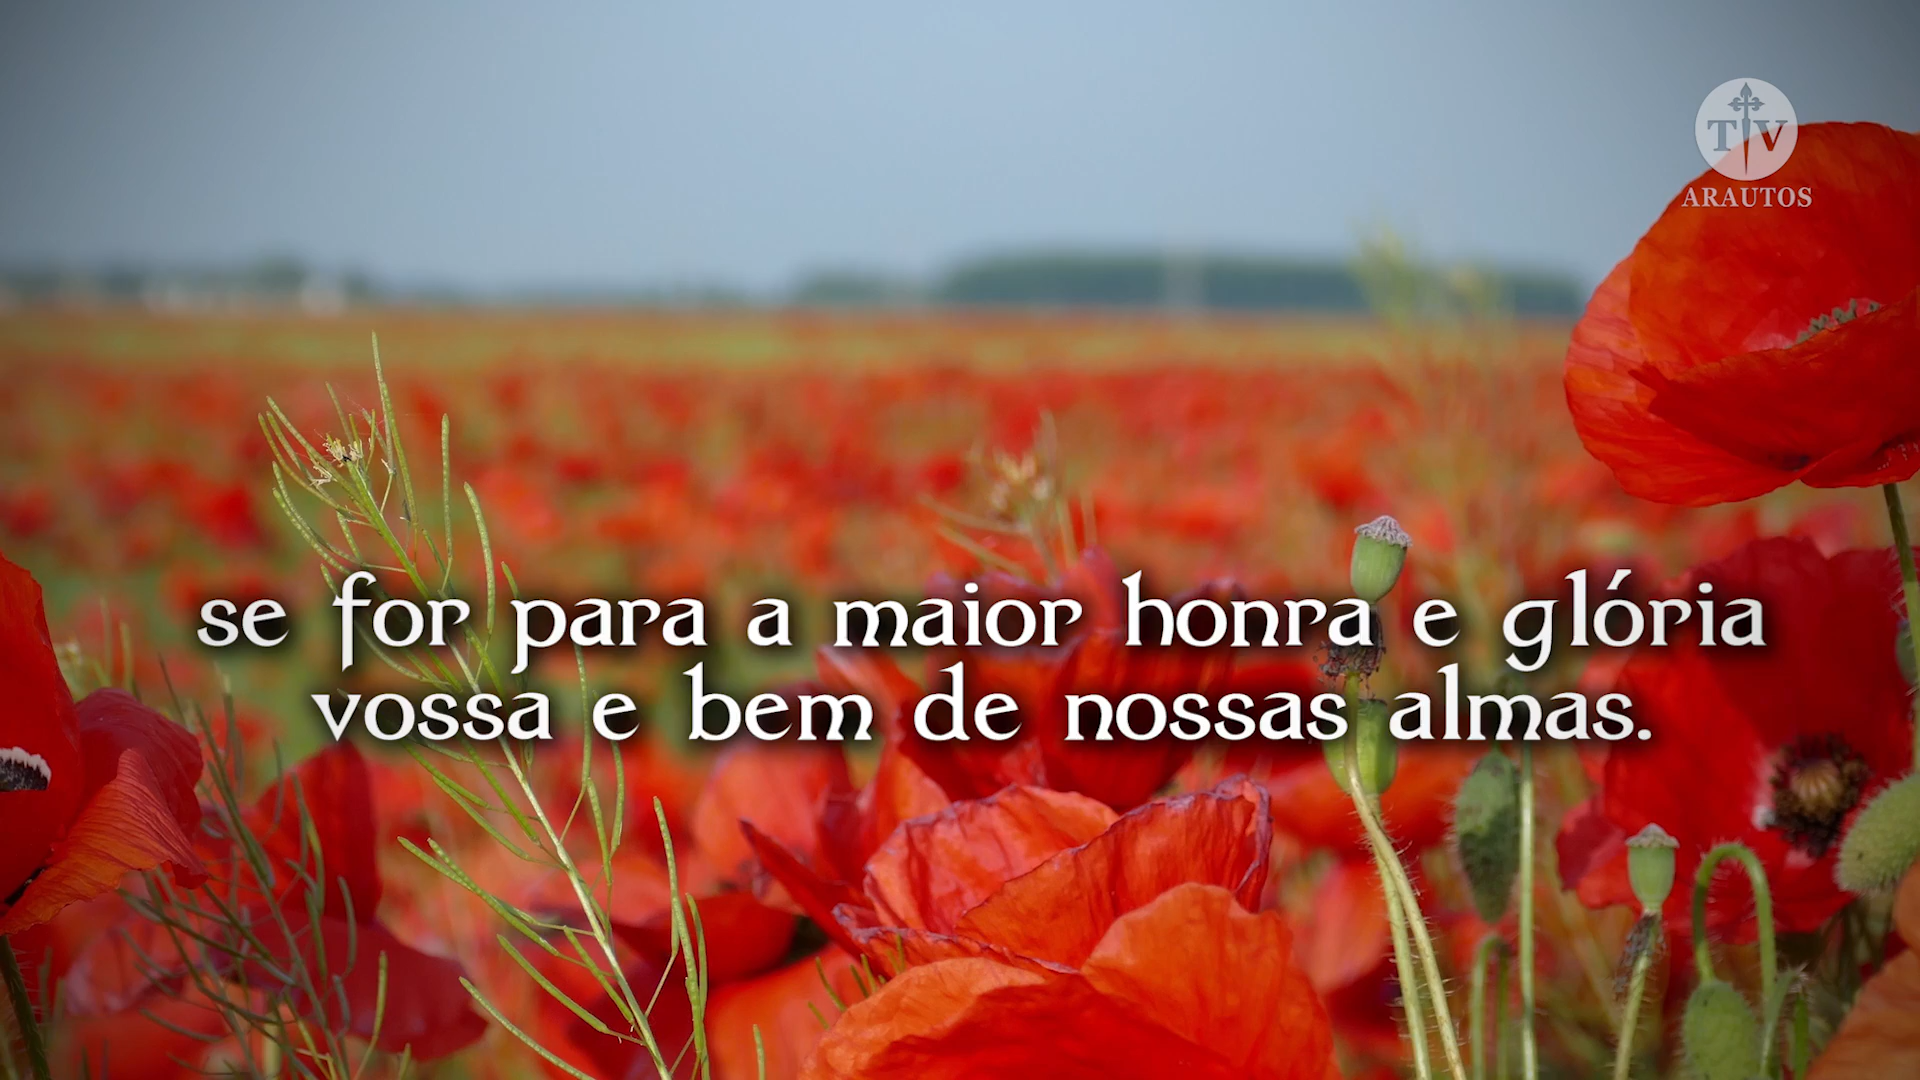 TV
ARAUTOS
se for para a maior honra e glória
vossa e bem de nossas almas.